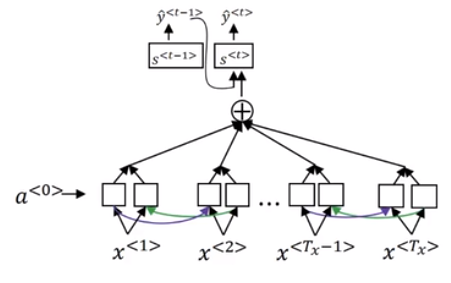 ŷ<t−1> ŷ<t>
s<t−1> s<t>
a<0> ...
x<1> x<2> x<Tₓ−1> x<Tₓ>